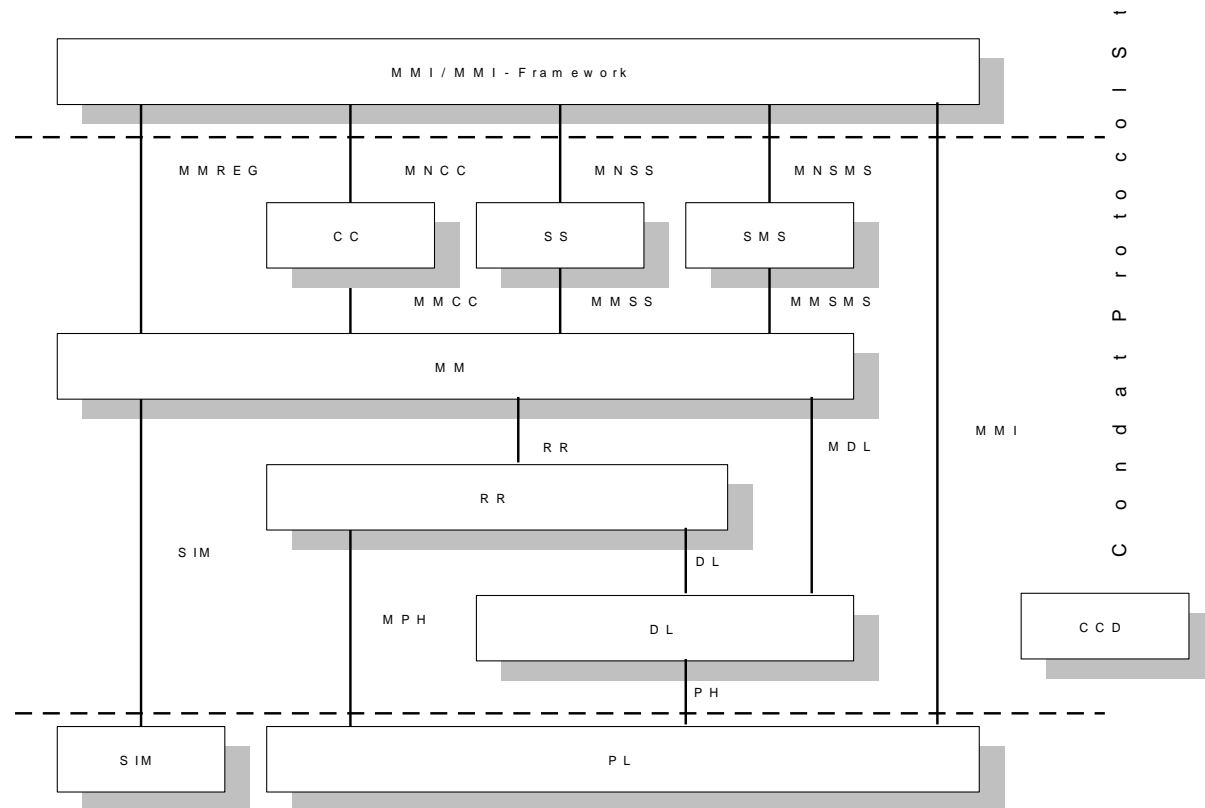 MMI/MMI-Framework
MMREG
MNCC
MNSS
MNSMS
CC
SS
SMS
MMCC
MMSS
MMSMS
MM
RR
MDL
MMI
RR
SIM
DL
MPH
DL
CCD
PH
SIM
PL
Condat Protocol St